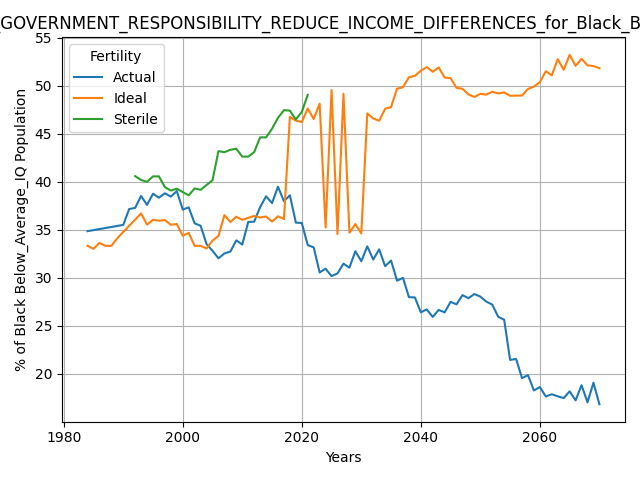 _GOVERNMENT_RESPONSIBILITY_REDUCE_INCOME_DIFFERENCES_for_Black_B
% of Black Below_Average_IQ Population
55
50
45
40
35
30
25
20
Fertility
Actual
Ideal
Sterile
1980
2000
2020
2040
2060
Years